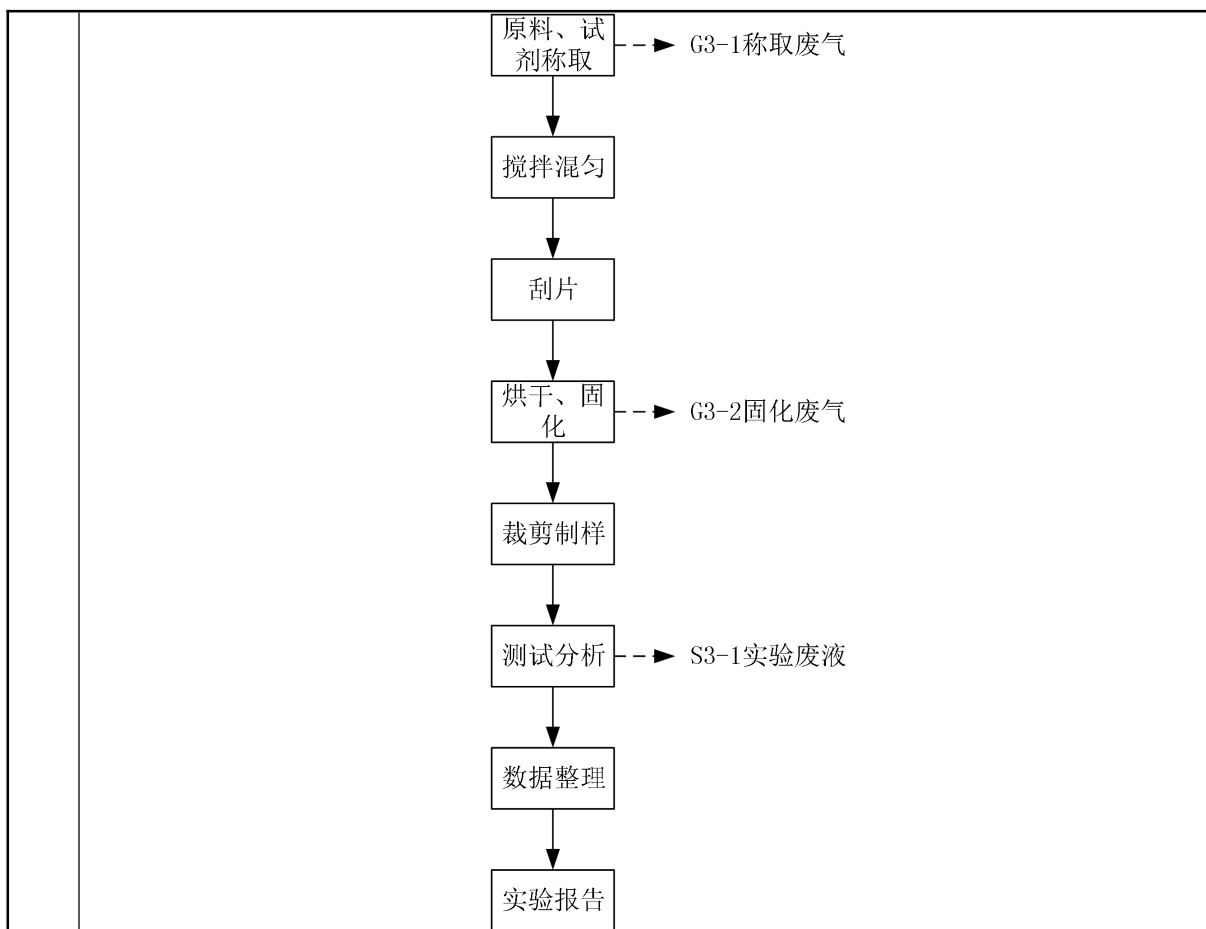 原料、试
剂称取
G3-1称取废气
搅拌混匀
刮片
烘干、固
化
G3-2固化废气
裁剪制样
测试分析
S3-1实验废液
数据整理
实验报告